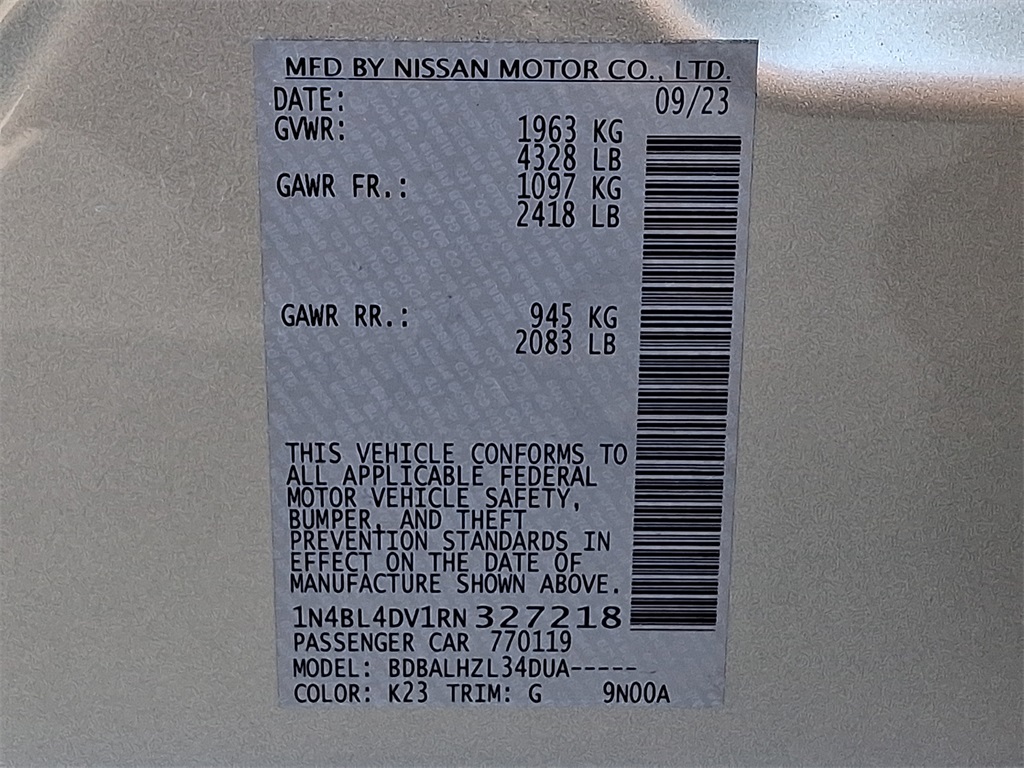 MFD BY NISSAN MOTOR CO., LTD.
DATE: 09/23
GVWR: 1963 KG
4328 LB
GAWR FR.: 1097 KG
2418 LB
GAWR RR.: 945 KG
2083 LB
THIS VEHICLE CONFORMS TO
ALL APPLICABLE FEDERAL
MOTOR VEHICLE SAFETY,
BUMPER, AND THEFT
PREVENTION STANDARDS IN
EFFECT ON THE DATE OF
MANUFACTURE SHOWN ABOVE.
1N4BL4DV1RN327218
PASSENGER CAR 770119
MODEL: BDBALHZL34DUA-----
COLOR: K23 TRIM: G 9N00A